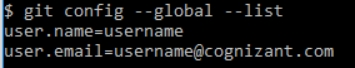 $ git config --global --list
user.name=username
user.email=username@cognizant.com